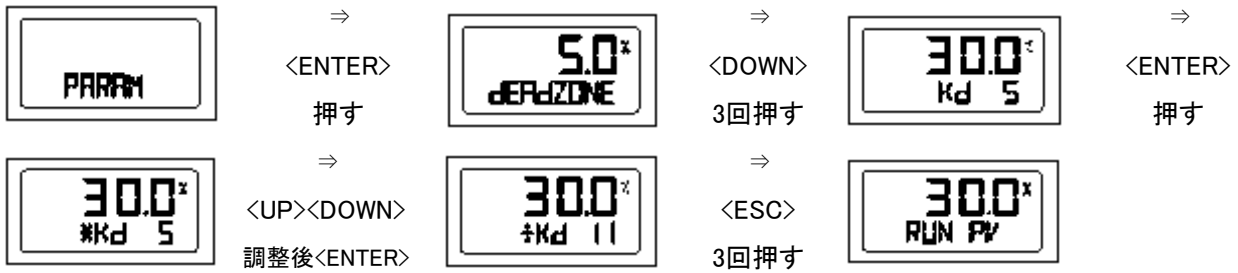 ⇒ ⇒ ⇒
5.0% 30.0%
PARAM <ENTER> dEAdZONE <DOWN> Kd 5 <ENTER>
押す 3回押す 押す
⇒ ⇒
30.0% <UP><DOWN> 30.0% <ESC> 30.0%
*Kd 5 調整後<ENTER> *Kd 11 3回押す RUN PV